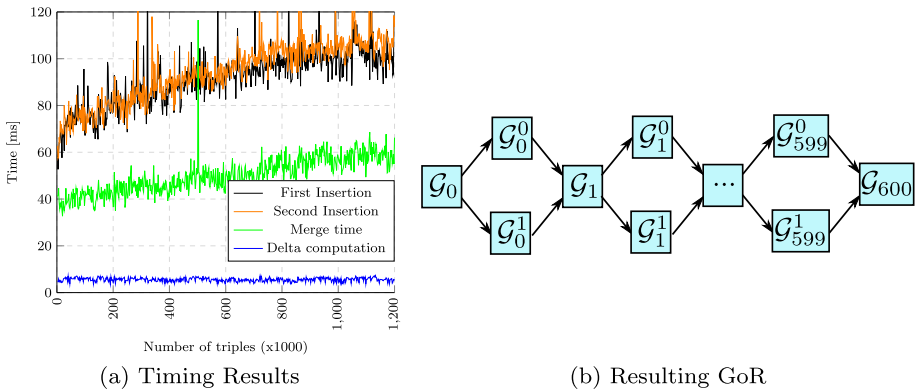 120
100
80
60
40
20
0
Time [ms]
First Insertion
Second Insertion
Merge time
Delta computation
0
200
400
600
800
1,000
1,200
Number of triples (x1000)
(a) Timing Results
𝒢₀
𝒢₀⁰
𝒢₀¹
𝒢₁
𝒢₁⁰
𝒢₁¹
...
𝒢₅₉₉⁰
𝒢₅₉₉¹
𝒢₆₀₀
(b) Resulting GoR